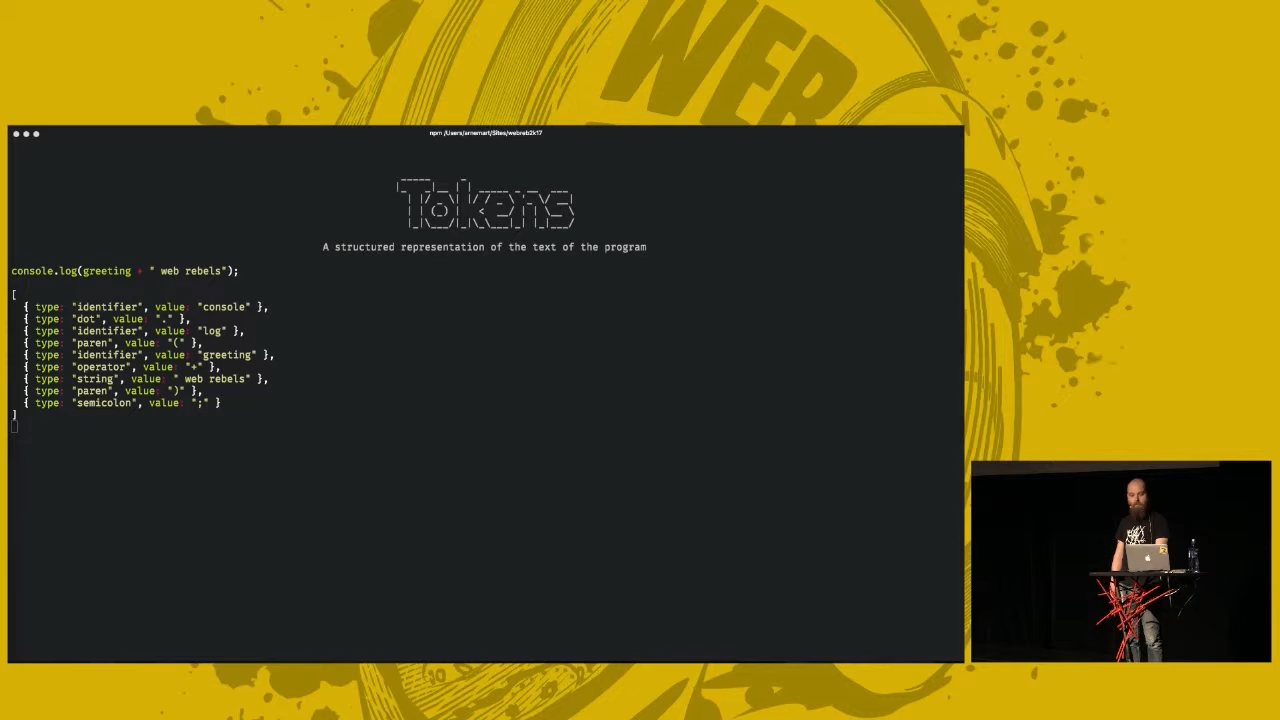 WEB
npm /Users/arnemart/Sites/webreb2k17
Tokens
A structured representation of the text of the program
console.log(greeting + " web rebels");
[
{ type: "identifier", value: "console" },
{ type: "dot", value: "." },
{ type: "identifier", value: "log" },
{ type: "paren", value: "(" },
{ type: "identifier", value: "greeting" },
{ type: "operator", value: "+" },
{ type: "string", value: " web rebels" },
{ type: "paren", value: ")" },
{ type: "semicolon", value: ";" }
]